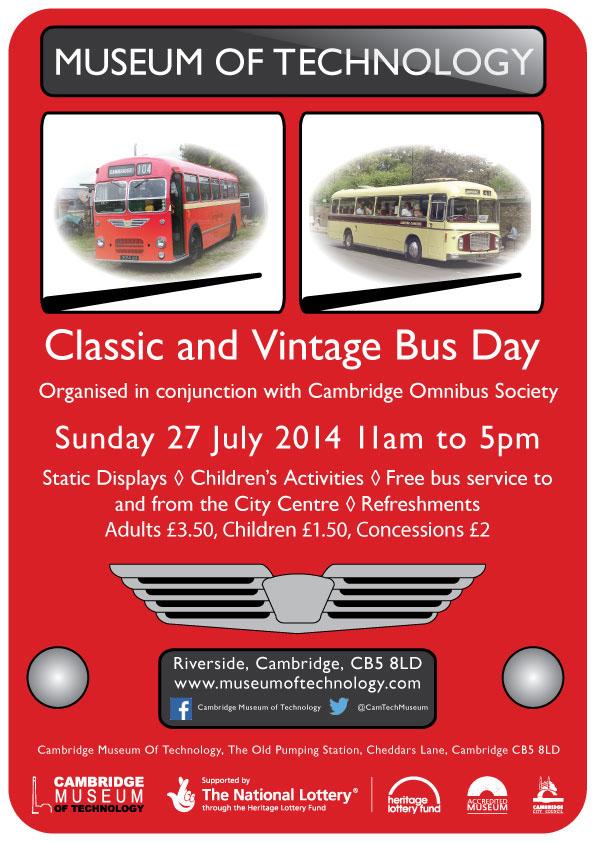 MUSEUM OF TECHNOLOGY
CAMBRIDGE 104
Classic and Vintage Bus Day
Organised in conjunction with Cambridge Omnibus Society
Sunday 27 July 2014 11am to 5pm
Static Displays ◊ Children's Activities ◊ Free bus service to
and from the City Centre ◊ Refreshments
Adults £3.50, Children £1.50, Concessions £2
Riverside, Cambridge, CB5 8LD
www.museumoftechnology.com
Cambridge Museum of Technology @CamTechMuseum
Cambridge Museum Of Technology, The Old Pumping Station, Cheddars Lane, Cambridge CB5 8LD
CAMBRIDGE
MUSEUM
OF TECHNOLOGY
Supported by
The National Lottery®
through the Heritage Lottery Fund
heritage
lottery fund
ACCREDITED
MUSEUM
CAMBRIDGE
CITY COUNCIL